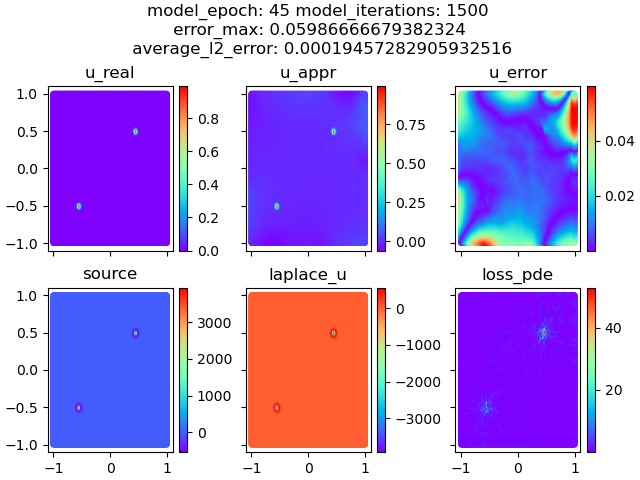 model_epoch: 45 model_iterations: 1500
error_max: 0.05986666679382324
average_l2_error: 0.00019457282905932516
u_real
u_appr
u_error
1.0
0.5
0.0
−0.5
−1.0
0.8
0.6
0.4
0.2
0.0
0.75
0.50
0.25
0.00
0.04
0.02
source
laplace_u
loss_pde
1.0
0.5
0.0
−0.5
−1.0
3000
2000
1000
0
0
−1000
−2000
−3000
40
20
−1 0 1
−1 0 1
−1 0 1